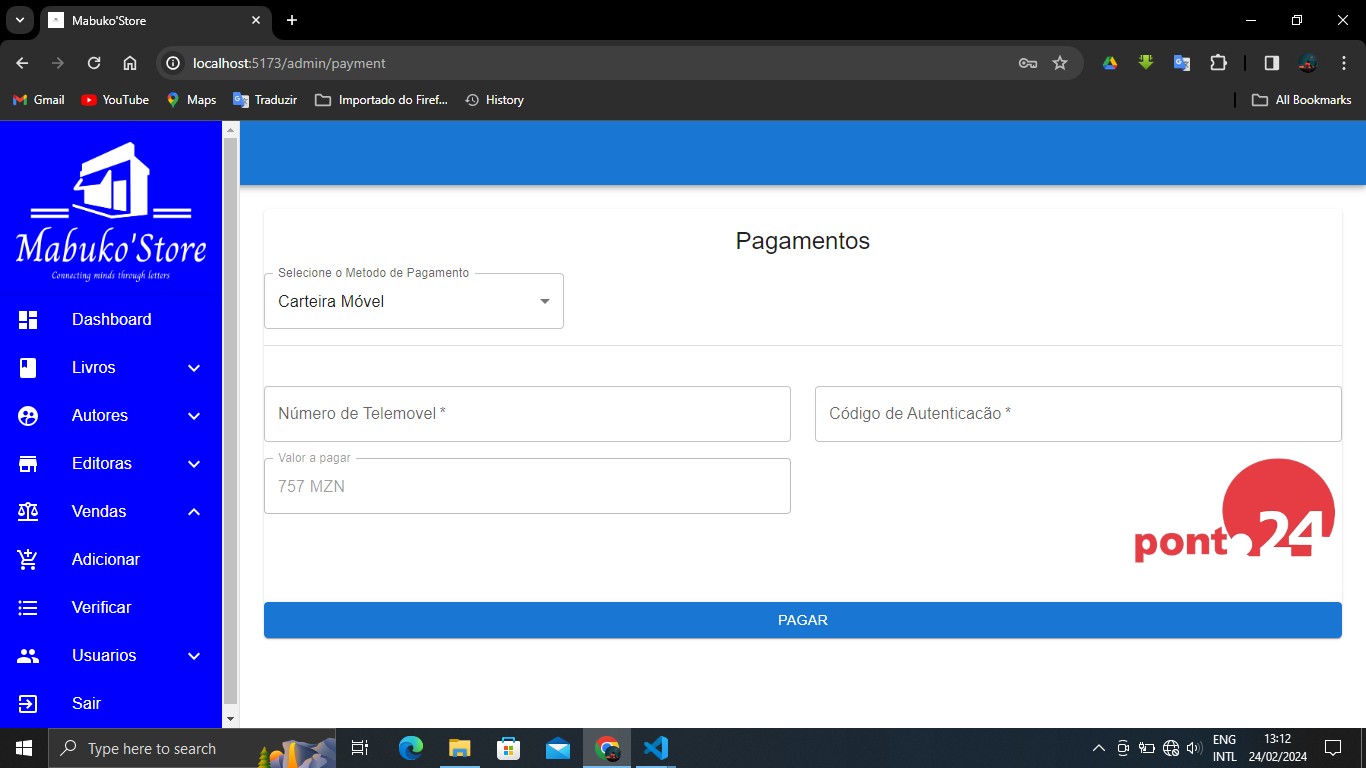 Mabuko'Store
localhost:5173/admin/payment
Gmail YouTube Maps Traduzir Importado do Firef... History All Bookmarks
Mabuko'Store
Connecting minds through letters
Dashboard
Livros
Autores
Editoras
Vendas
Adicionar
Verificar
Usuarios
Sair
Pagamentos
Selecione o Metodo de Pagamento
Carteira Móvel
Número de Telemovel *
Código de Autenticacão *
Valor a pagar
757 MZN
ponto24
PAGAR
Type here to search
ENG
INTL
13:12
24/02/2024